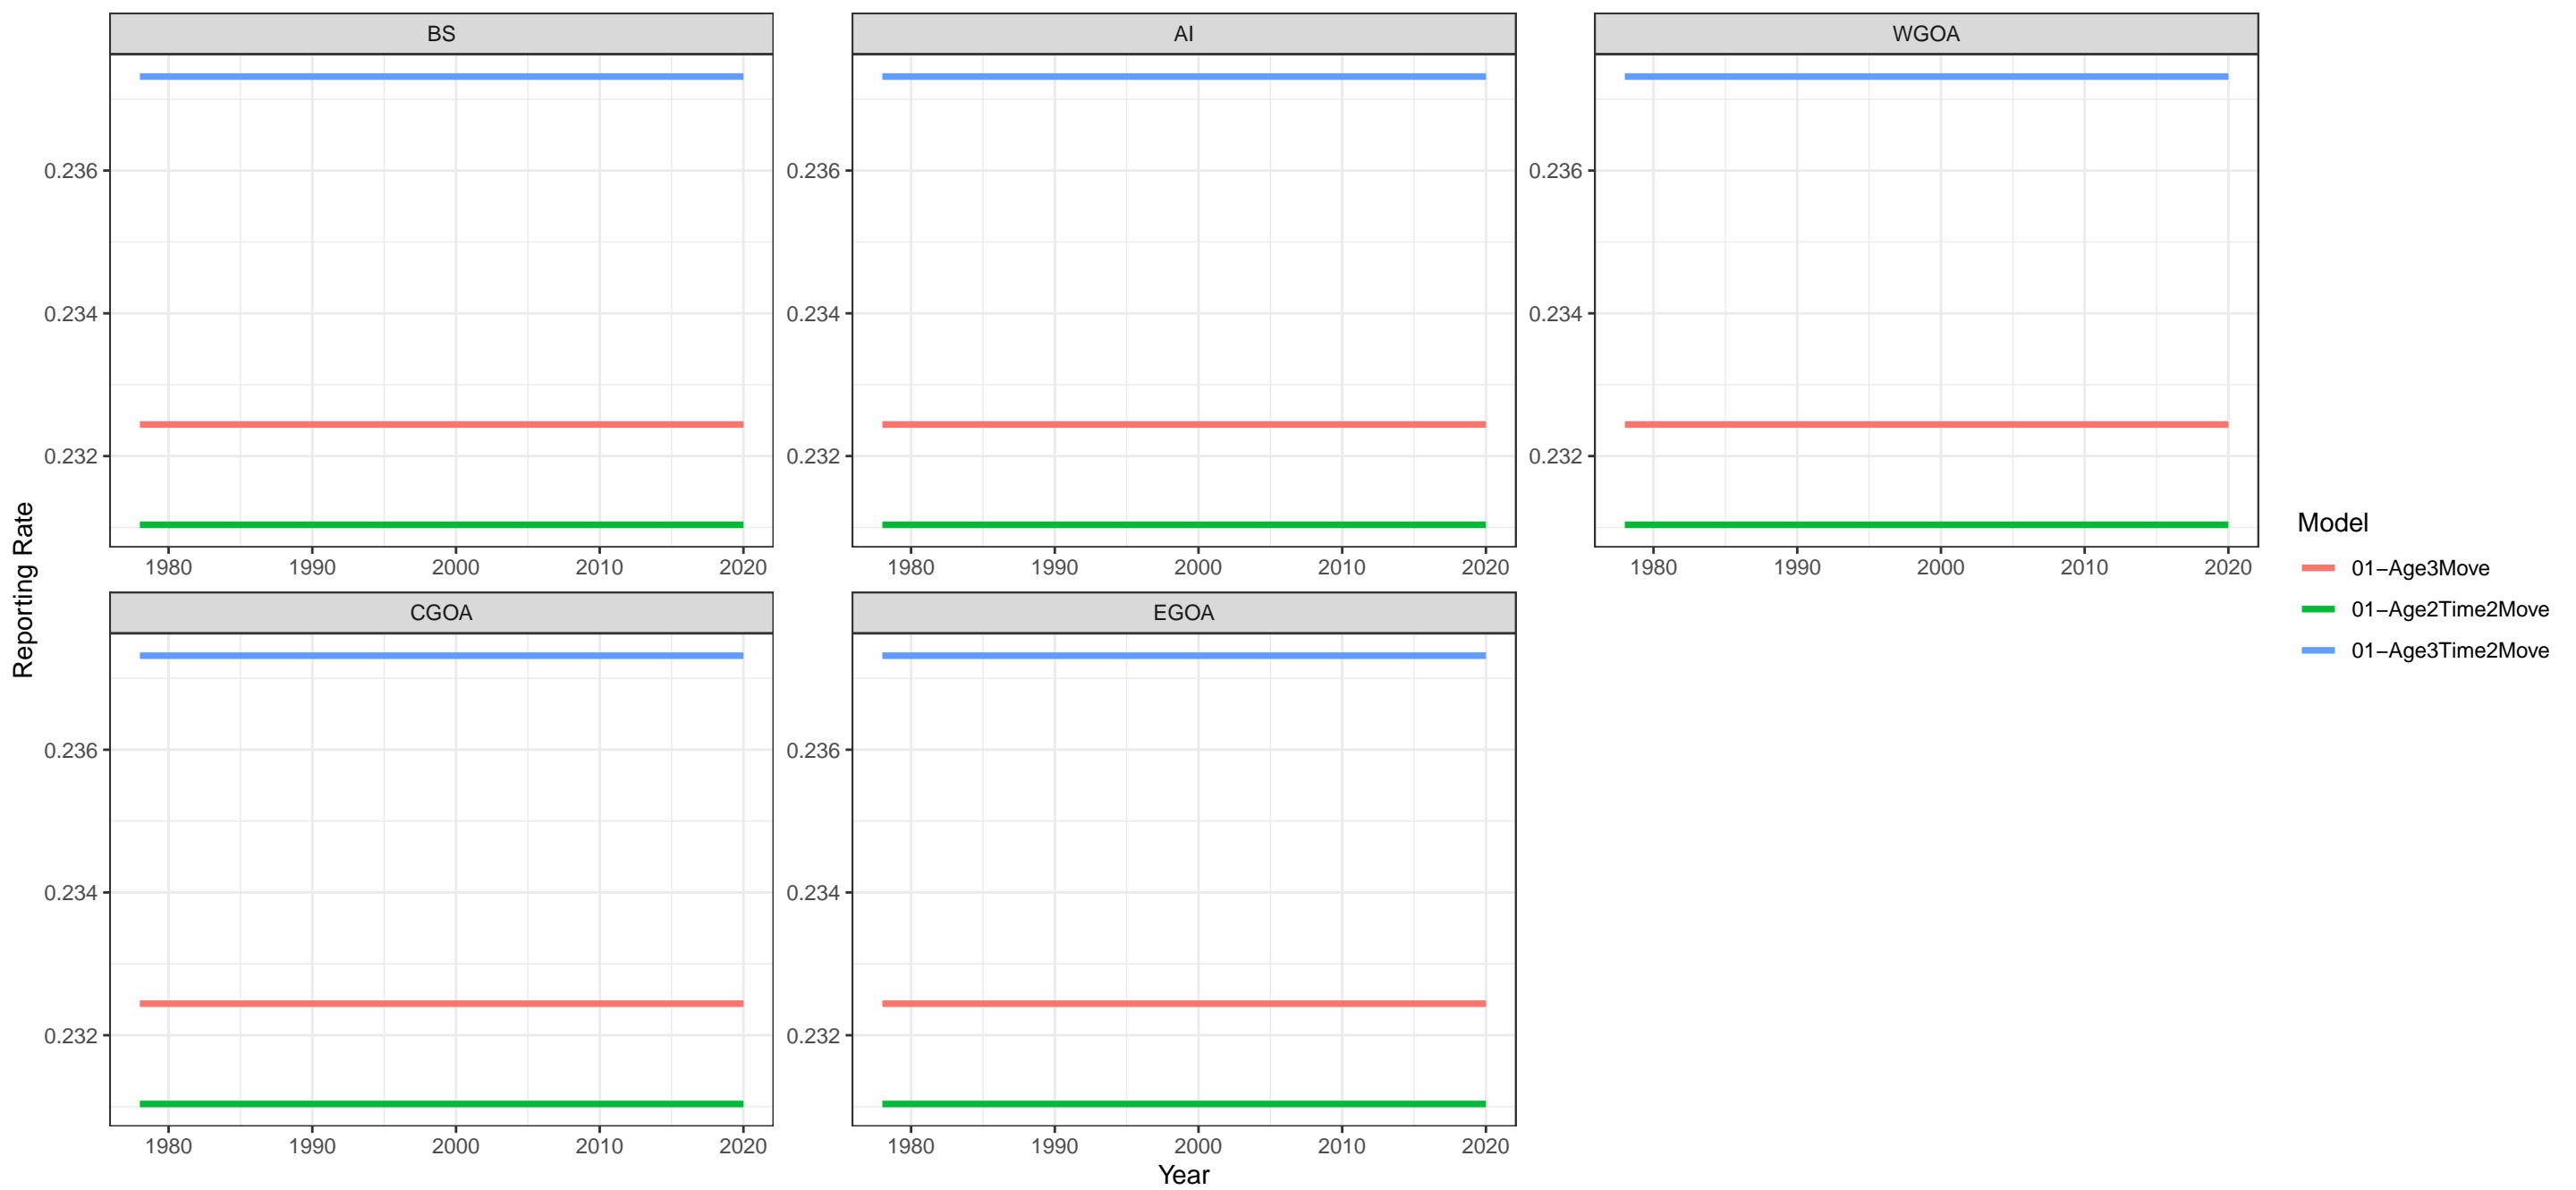 BS
AI
WGOA
0.236
0.234
0.232
0.236
0.234
0.232
0.236
0.234
0.232
1980 1990 2000 2010 2020
1980 1990 2000 2010 2020
1980 1990 2000 2010 2020
CGOA
EGOA
0.236
0.234
0.232
0.236
0.234
0.232
1980 1990 2000 2010 2020
1980 1990 2000 2010 2020
Reporting Rate
Year
Model
01−Age3Move
01−Age2Time2Move
01−Age3Time2Move